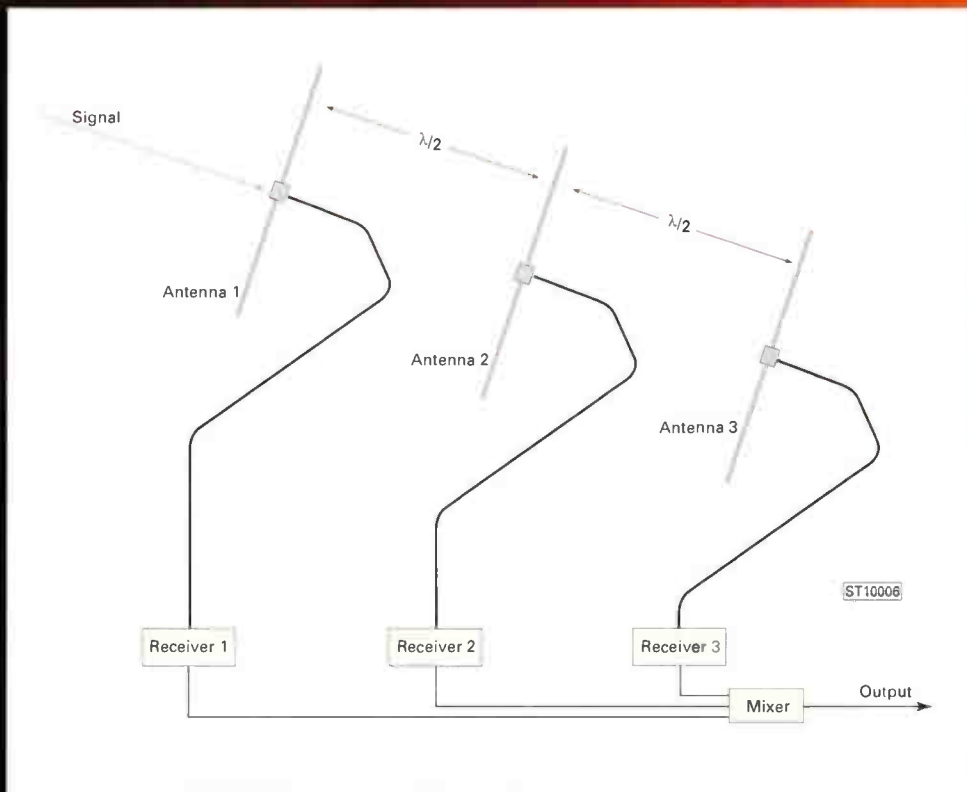 Signal
λ/2
λ/2
Antenna 1
Antenna 2
Antenna 3
ST10006
Receiver 1
Receiver 2
Receiver 3
Mixer
Output